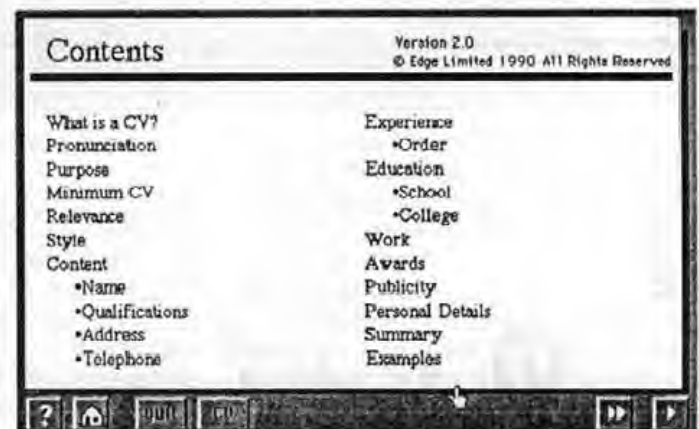 Contents
Version 2.0
© Edge Limited 1990 All Rights Reserved
What is a CV?
Pronunciation
Purpose
Minimum CV
Relevance
Style
Content
•Name
•Qualifications
•Address
•Telephone
Experience
•Order
Education
•School
•College
Work
Awards
Publicity
Personal Details
Summary
Examples
?
QUIT